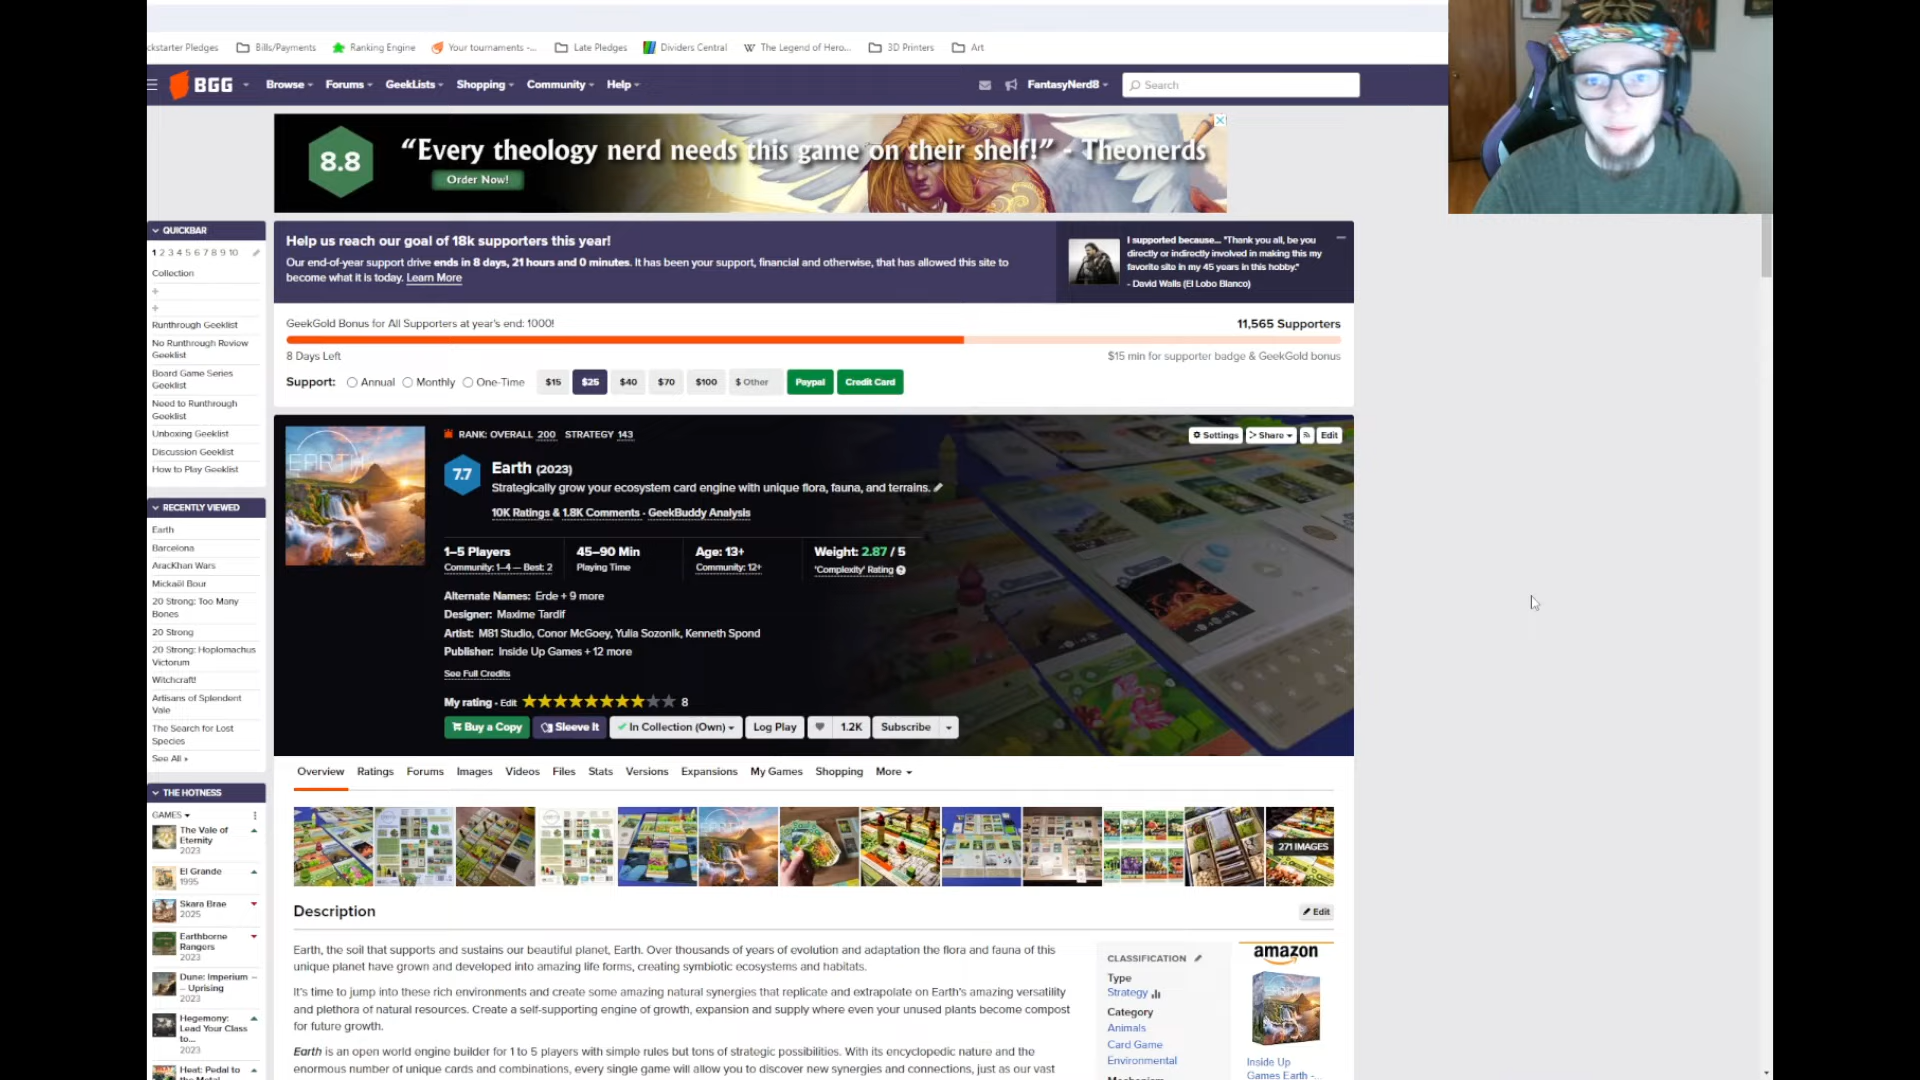 ckstarter Pledges Bills/Payments Ranking Engine Your tournaments -... Late Pledges Dividers Central The Legend of Hero... 3D Printers Art
BGG Browse Forums GeekLists Shopping Community Help FantasyNerd8 Search
8.8
“Every theology nerd needs this game on their shelf!” - Theonerds
Order Now!
QUICKBAR
1 2 3 4 5 6 7 8 9 10
Collection
+
+
Runthrough Geeklist
No Runthrough Review
Geeklist
Board Game Series
Geeklist
Need to Runthrough
Geeklist
Unboxing Geeklist
Discussion Geeklist
How to Play Geeklist
RECENTLY VIEWED
Earth
Barcelona
AracKhan Wars
Mickaël Bour
20 Strong: Too Many
Bones
20 Strong
20 Strong: Hoplomachus
Victorum
Witchcraft!
Artisans of Splendent
Vale
The Search for Lost
Species
See All »
THE HOTNESS
GAMES
The Vale of
Eternity
2023
El Grande
1995
Skara Brae
2025
Earthborne
Rangers
2023
Dune: Imperium –
– Uprising
2023
Hegemony:
Lead Your Class
to...
2023
Heat: Pedal to
the Metal
Help us reach our goal of 18k supporters this year!
Our end-of-year support drive ends in 8 days, 21 hours and 0 minutes. It has been your support, financial and otherwise, that has allowed this site to
become what it is today. Learn More
I supported because... "Thank you all, be you
directly or indirectly involved in making this my
favorite site in my 45 years in this hobby."
- David Walls (El Lobo Blanco)
GeekGold Bonus for All Supporters at year's end: 1000!
11,565 Supporters
8 Days Left
$15 min for supporter badge & GeekGold bonus
Support: Annual Monthly One-Time $15 $25 $40 $70 $100 $ Other Paypal Credit Card
EARTH
RANK: OVERALL 200 STRATEGY 143
Settings Share Edit
7.7
Earth (2023)
Strategically grow your ecosystem card engine with unique flora, fauna, and terrains.
10K Ratings & 1.8K Comments · GeekBuddy Analysis
1–5 Players 45–90 Min Age: 13+ Weight: 2.87 / 5
Community: 1–4 — Best: 2 Playing Time Community: 12+ 'Complexity' Rating
Alternate Names: Erde + 9 more
Designer: Maxime Tardif
Artist: M81 Studio, Conor McGoey, Yulia Sozonik, Kenneth Spond
Publisher: Inside Up Games + 12 more
See Full Credits
My rating · Edit 8
Buy a Copy Sleeve It In Collection (Own) Log Play 1.2K Subscribe
Overview Ratings Forums Images Videos Files Stats Versions Expansions My Games Shopping More
271 IMAGES
Description
Edit
Earth, the soil that supports and sustains our beautiful planet, Earth. Over thousands of years of evolution and adaptation the flora and fauna of this
unique planet have grown and developed into amazing life forms, creating symbiotic ecosystems and habitats.
It's time to jump into these rich environments and create some amazing natural synergies that replicate and extrapolate on Earth's amazing versatility
and plethora of natural resources. Create a self-supporting engine of growth, expansion and supply where even your unused plants become compost
for future growth.
Earth is an open world engine builder for 1 to 5 players with simple rules but tons of strategic possibilities. With its encyclopedic nature and the
enormous number of unique cards and combinations, every single game will allow you to discover new synergies and connections, just as our vast
CLASSIFICATION
Type
Strategy
Category
Animals
Card Game
Environmental
Mechanism
amazon
Inside Up
Games Earth -...